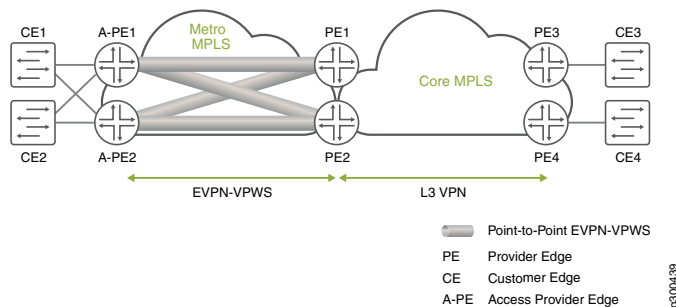 CE1
A-PE1
Metro
MPLS
PE1
PE3
CE3
Core MPLS
CE2
A-PE2
PE2
PE4
CE4
EVPN-VPWS
L3 VPN
Point-to-Point EVPN-VPWS
PE Provider Edge
CE Customer Edge
A-PE Access Provider Edge
g300439